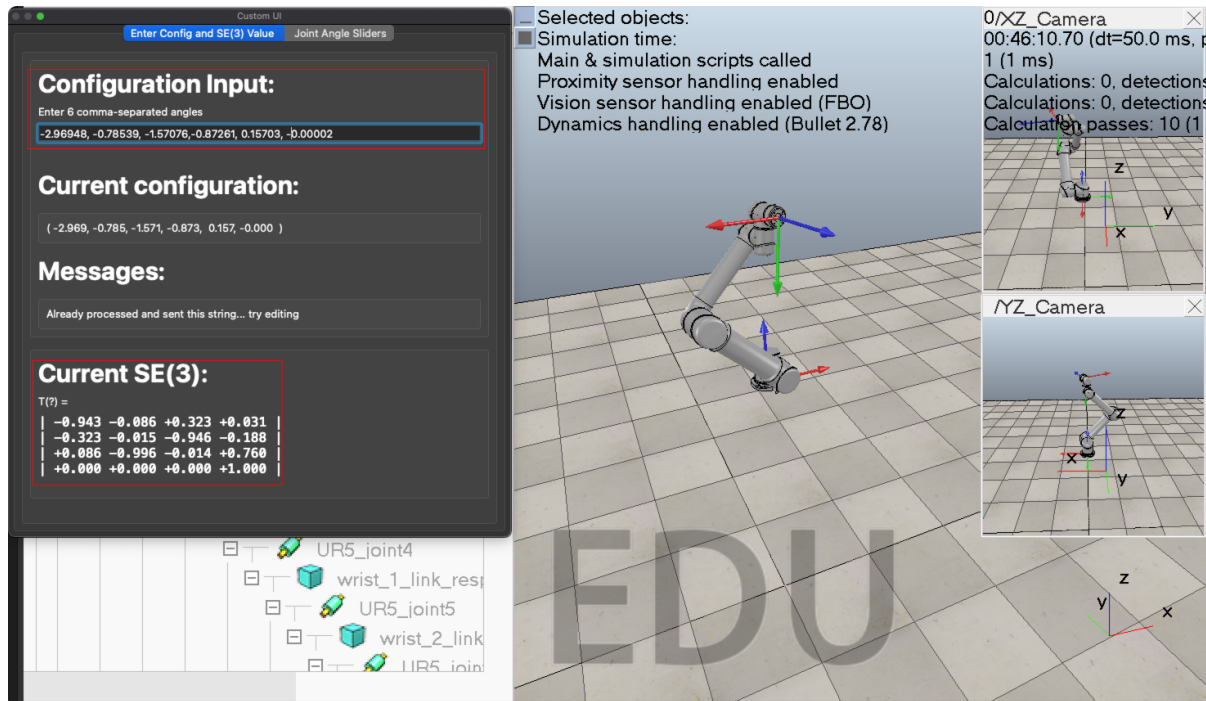 Custom UI
Enter Config and SE(3) Value
Joint Angle Sliders
Configuration Input:
Enter 6 comma-separated angles
-2.96948, -0.78539, -1.57076,-0.87261, 0.15703, -0.00002
Current configuration:
( -2.969, -0.785, -1.571, -0.873,  0.157, -0.000  )
Messages:
Already processed and sent this string... try editing
Current SE(3):
T(?) =
| -0.943 -0.086 +0.323 +0.031 |
| -0.323 -0.015 -0.946 -0.188 |
| +0.086 -0.996 -0.014 +0.760 |
| +0.000 +0.000 +0.000 +1.000 |
UR5_joint4
wrist_1_link_resp
UR5_joint5
wrist_2_link
UR5_join
Selected objects:
Simulation time:
Main & simulation scripts called
Proximity sensor handling enabled
Vision sensor handling enabled (FBO)
Dynamics handling enabled (Bullet 2.78)
0/XZ_Camera
00:46:10.70 (dt=50.0 ms, p
1 (1 ms)
Calculations: 0, detections
Calculations: 0, detections
Calculation passes: 10 (1
z
y
x
/YZ_Camera
z
x
y
EDU
z
y
x